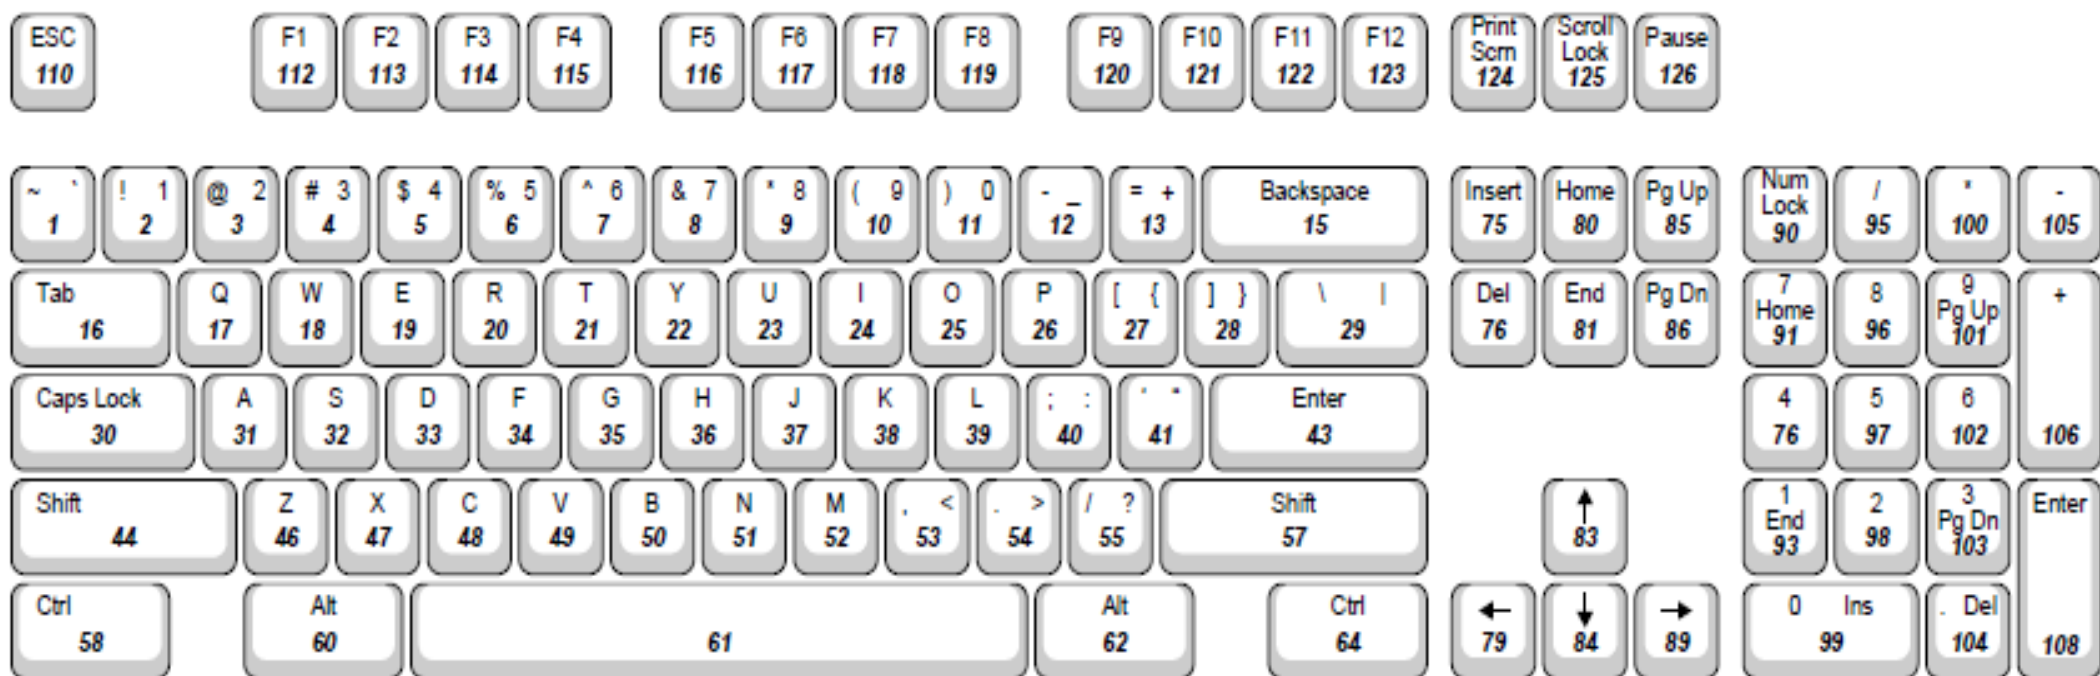 ESC F1 F2 F3 F4 F5 F6 F7 F8 F9 F10 F11 F12 Print Scrn Scroll Lock Pause
110 112 113 114 115 116 117 118 119 120 121 122 123 124 125 126
~ ` ! 1 @ 2 # 3 $ 4 % 5 ^ 6 & 7 * 8 ( 9 ) 0 - _ = + Backspace Insert Home Pg Up Num Lock / * -
1 2 3 4 5 6 7 8 9 10 11 12 13 15 75 80 85 90 95 100 105
Tab Q W E R T Y U I O P [ { ] } \ | Del End Pg Dn 7 Home 8 9 Pg Up +
16 17 18 19 20 21 22 23 24 25 26 27 28 29 76 81 86 91 96 101
Caps Lock A S D F G H J K L ; : ' " Enter 4 5 6
30 31 32 33 34 35 36 37 38 39 40 41 43 76 97 102 106
Shift Z X C V B N M , < . > / ? Shift ↑ 1 End 2 3 Pg Dn Enter
44 46 47 48 49 50 51 52 53 54 55 57 83 93 98 103
Ctrl Alt Alt Ctrl ← ↓ → 0 Ins . Del
58 60 61 62 64 79 84 89 99 104 108